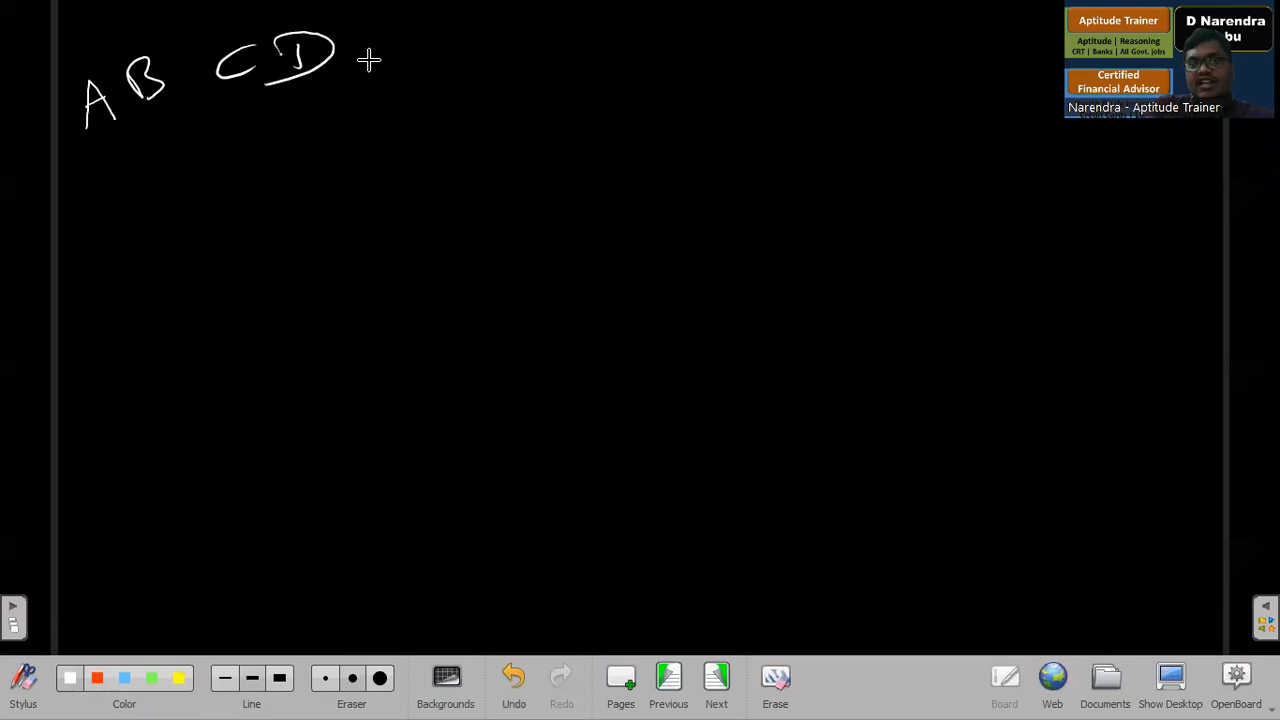 A B C D
Aptitude Trainer
Aptitude | Reasoning
CRT | Banks | All Govt. jobs
Certified
Financial Advisor
D Narendra
bu
Narendra - Aptitude Trainer
Stylus
Color
Line
Eraser
Backgrounds
Undo
Redo
Pages
Previous
Next
Erase
Board
Web
Documents
Show Desktop
OpenBoard